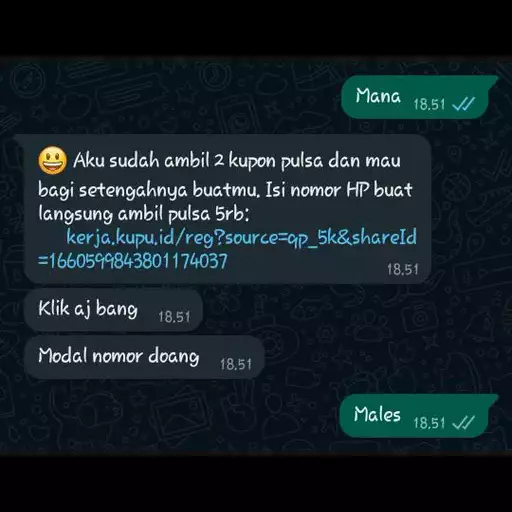 Mana 18.51
😃 Aku sudah ambil 2 kupon pulsa dan mau
bagi setengahnya buatmu. Isi nomor HP buat
langsung ambil pulsa 5rb:
kerja.kupu.id/reg?source=qp_5k&shareId
=1660599843801174037
18.51
Klik aj bang 18.51
Modal nomor doang 18.51
Males 18.51